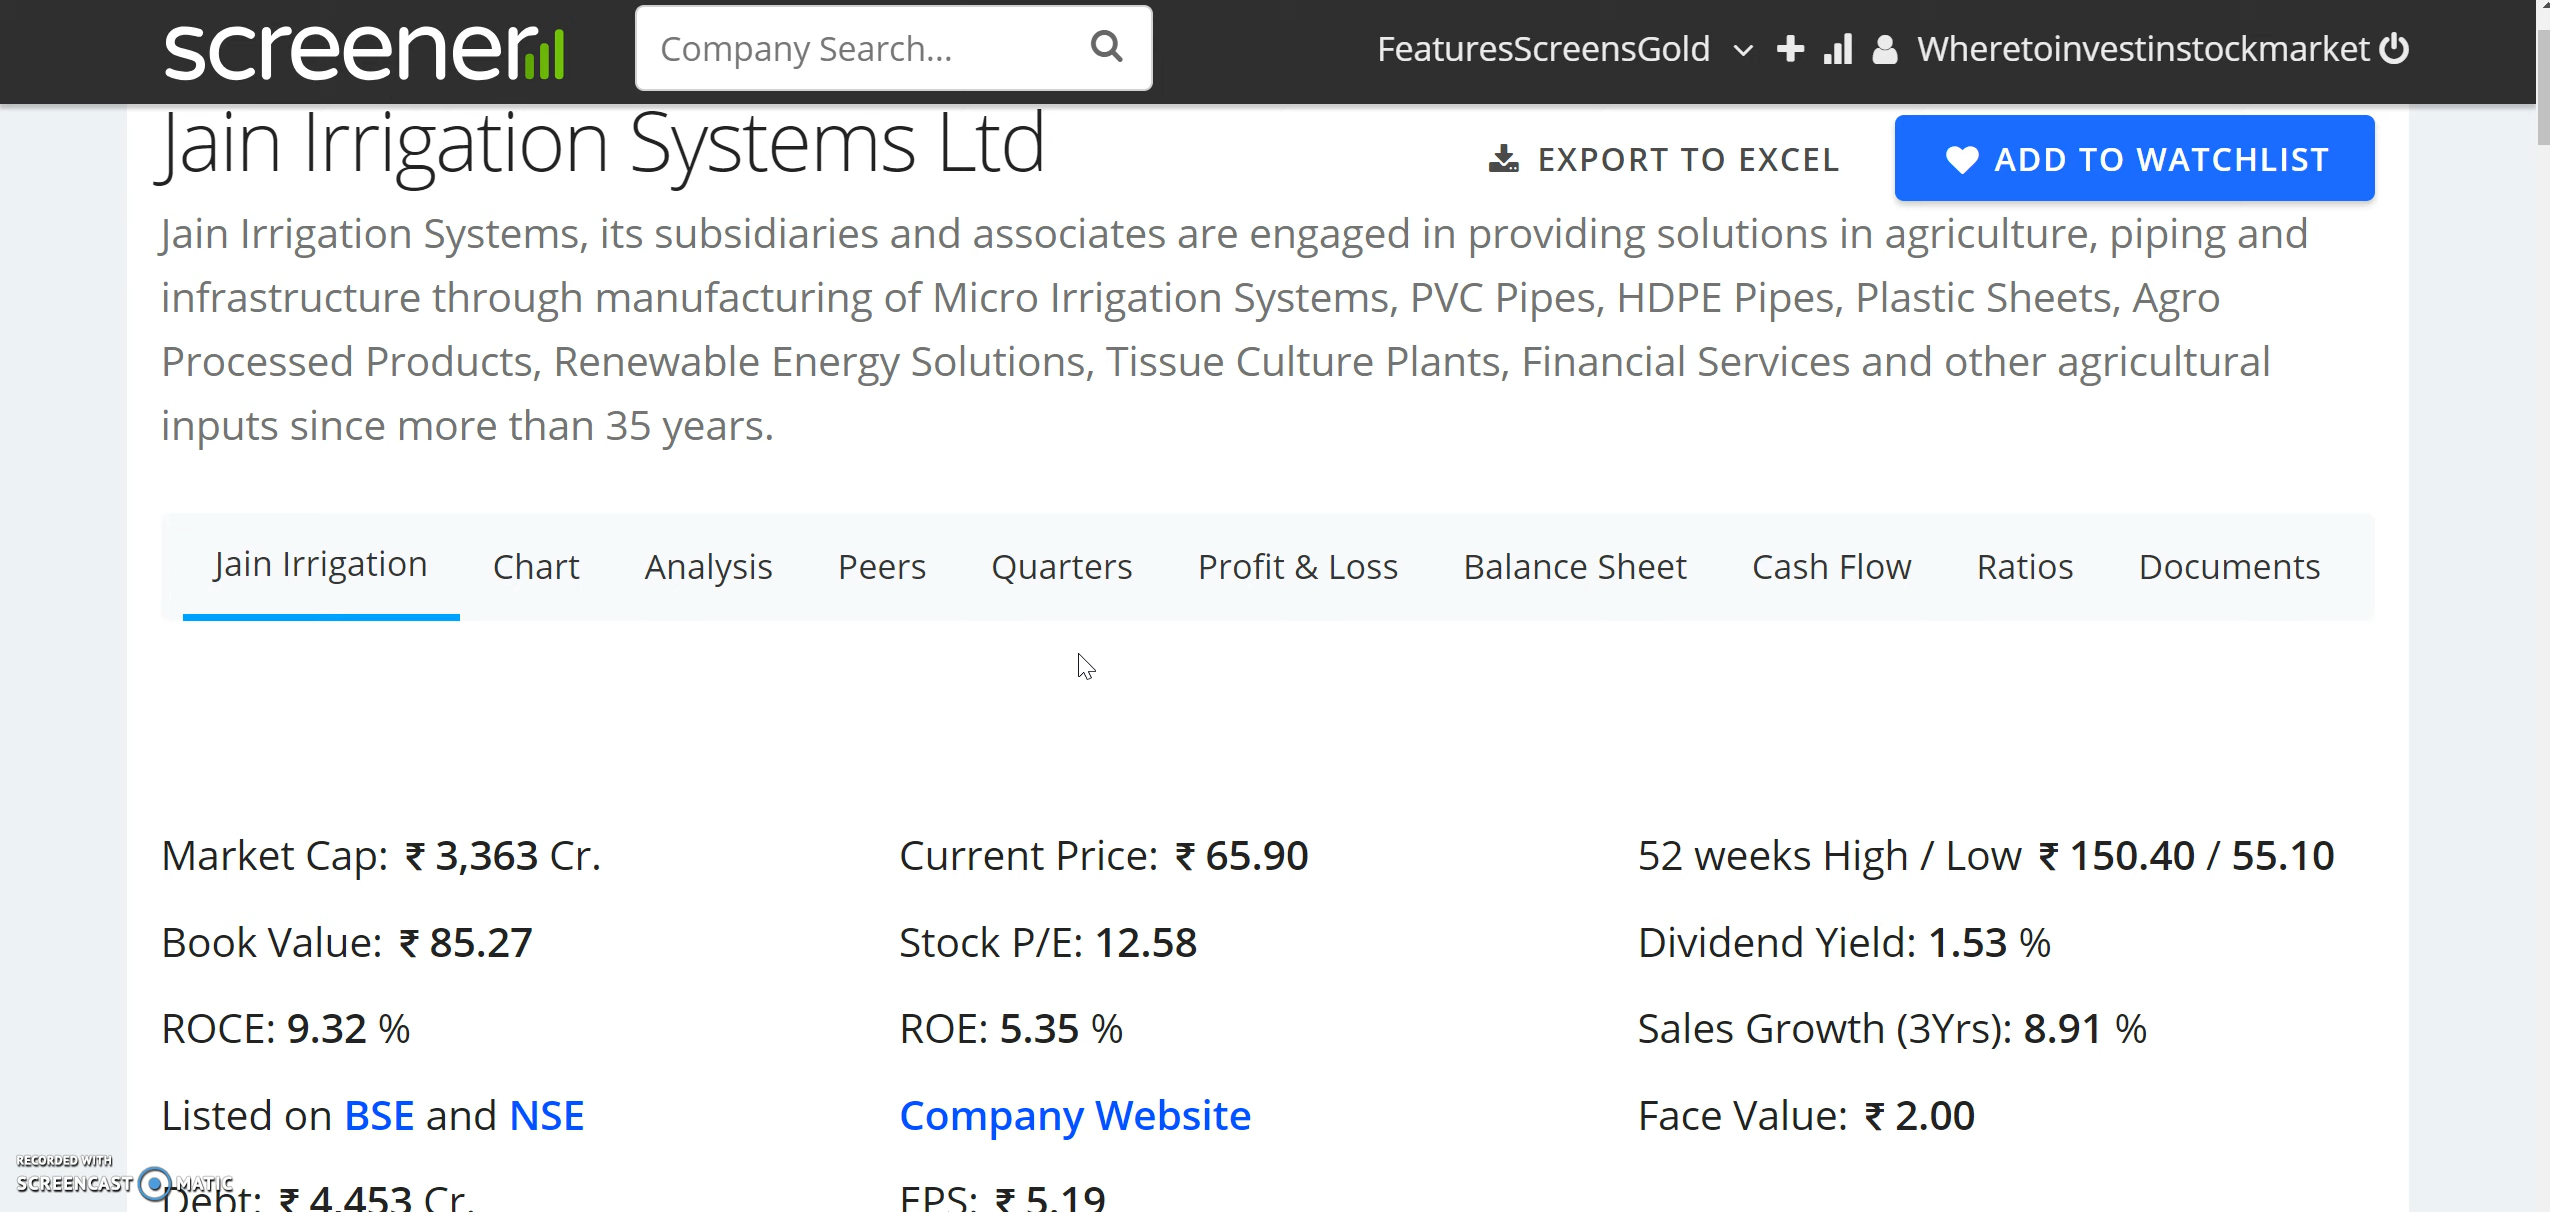 screener
Company Search...
FeaturesScreensGold
Wheretoinvestinstockmarket
Jain Irrigation Systems Ltd
EXPORT TO EXCEL
ADD TO WATCHLIST
Jain Irrigation Systems, its subsidiaries and associates are engaged in providing solutions in agriculture, piping and
infrastructure through manufacturing of Micro Irrigation Systems, PVC Pipes, HDPE Pipes, Plastic Sheets, Agro
Processed Products, Renewable Energy Solutions, Tissue Culture Plants, Financial Services and other agricultural
inputs since more than 35 years.
Jain Irrigation Chart Analysis Peers Quarters Profit & Loss Balance Sheet Cash Flow Ratios Documents
Market Cap: ₹ 3,363 Cr. Current Price: ₹ 65.90 52 weeks High / Low ₹ 150.40 / 55.10
Book Value: ₹ 85.27 Stock P/E: 12.58 Dividend Yield: 1.53 %
ROCE: 9.32 % ROE: 5.35 % Sales Growth (3Yrs): 8.91 %
Listed on BSE and NSE Company Website Face Value: ₹ 2.00
Debt: ₹ 4,453 Cr. EPS: ₹ 5.19
RECORDED WITH
SCREENCAST MATIC